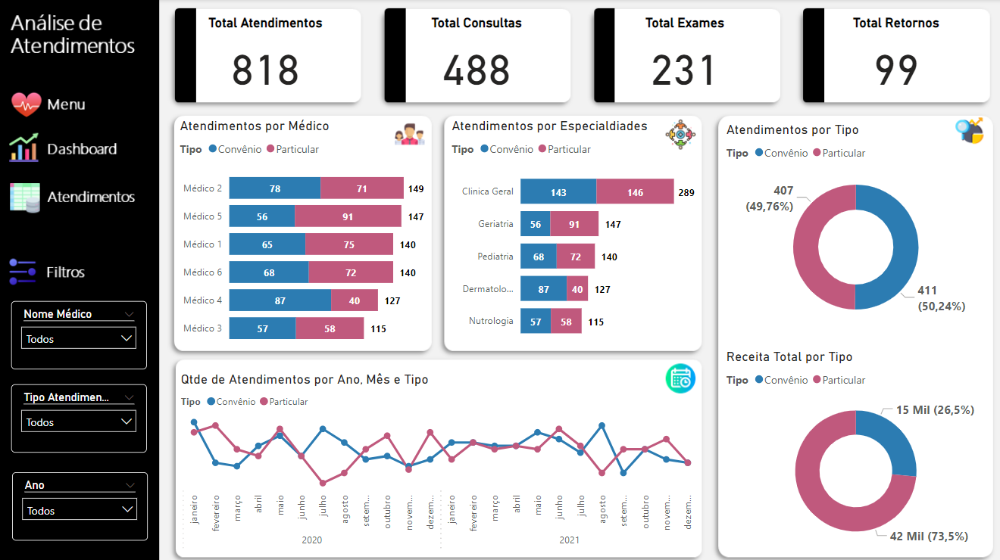 Análise de
Atendimentos
Menu
Dashboard
Atendimentos
Filtros
Nome Médico
Todos
Tipo Atendimen...
Todos
Ano
Todos
Total Atendimentos
818
Total Consultas
488
Total Exames
231
Total Retornos
99
Atendimentos por Médico
Tipo Convênio Particular
Médico 2 78 71 149
Médico 5 56 91 147
Médico 1 65 75 140
Médico 6 68 72 140
Médico 4 87 40 127
Médico 3 57 58 115
Atendimentos por Especialdiades
Tipo Convênio Particular
Clinica Geral 143 146 289
Geriatria 56 91 147
Pediatria 68 72 140
Dermatolo... 87 40 127
Nutrologia 57 58 115
Atendimentos por Tipo
Tipo Convênio Particular
407
(49,76%)
411
(50,24%)
Receita Total por Tipo
Tipo Convênio Particular
15 Mil (26,5%)
42 Mil (73,5%)
Qtde de Atendimentos por Ano, Mês e Tipo
Tipo Convênio Particular
janeiro fevereiro março abril maio junho julho agosto setem... outubro novem... dezem... janeiro fevereiro março abril maio junho julho agosto setem... outubro novem... dezem...
2020 2021